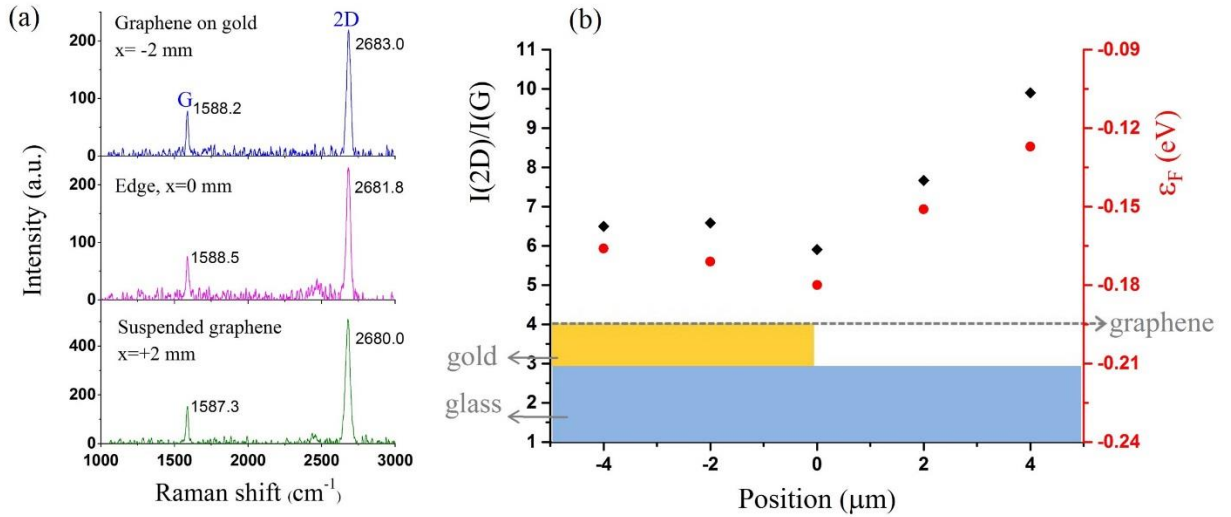 (a)
Graphene on gold
x= -2 mm
2D
2683.0
G
1588.2
200
100
0
Edge, x=0 mm
2681.8
1588.5
200
100
0
Suspended graphene
x=+2 mm
2680.0
1587.3
400
200
0
1000 1500 2000 2500 3000
Intensity (a.u.)
Raman shift (cm⁻¹)
(b)
11
10
9
8
7
6
5
4
3
2
1
I(2D)/I(G)
-0.09
-0.12
-0.15
-0.18
-0.21
-0.24
εF (eV)
graphene
gold
glass
-4 -2 0 2 4
Position (μm)